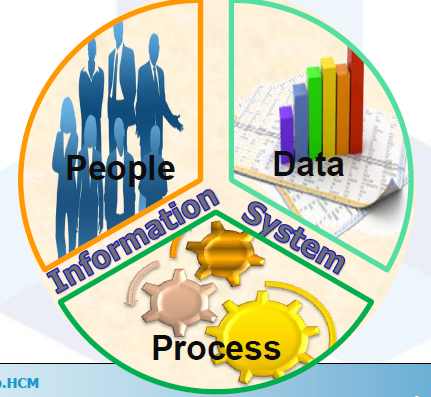 People
Data
Information System
Process
.HCM